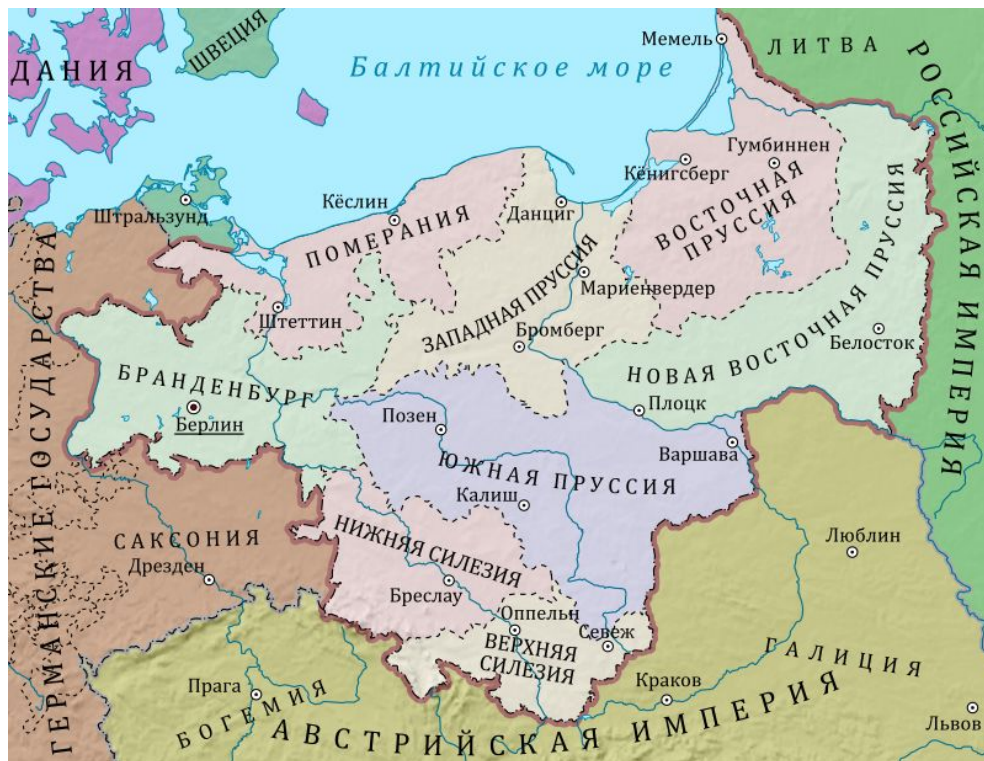 ДАНИЯ
ШВЕЦИЯ
Балтийское море
Мемель
ЛИТВА
РОССИЙСКАЯ ИМПЕРИЯ
Гумбиннен
Кёнигсберг
ВОСТОЧНАЯ
ПРУССИЯ
Штральзунд
Кёслин
ПОМЕРАНИЯ
Данциг
ЗАПАДНАЯ ПРУССИЯ
Мариенвердер
НОВАЯ ВОСТОЧНАЯ ПРУССИЯ
Белосток
Штеттин
Бромберг
БРАНДЕНБУРГ
Берлин
Позен
Плоцк
Варшава
ЮЖНАЯ ПРУССИЯ
Калиш
ГЕРМАНСКИЕ ГОСУДАРСТВА
САКСОНИЯ
Дрезден
НИЖНЯЯ СИЛЕЗИЯ
Бреслау
Оппельн
Севеж
ВЕРХНЯЯ
СИЛЕЗИЯ
Люблин
ГАЛИЦИЯ
Прага
БОГЕМИЯ
Краков
АВСТРИЙСКАЯ ИМПЕРИЯ
Львов